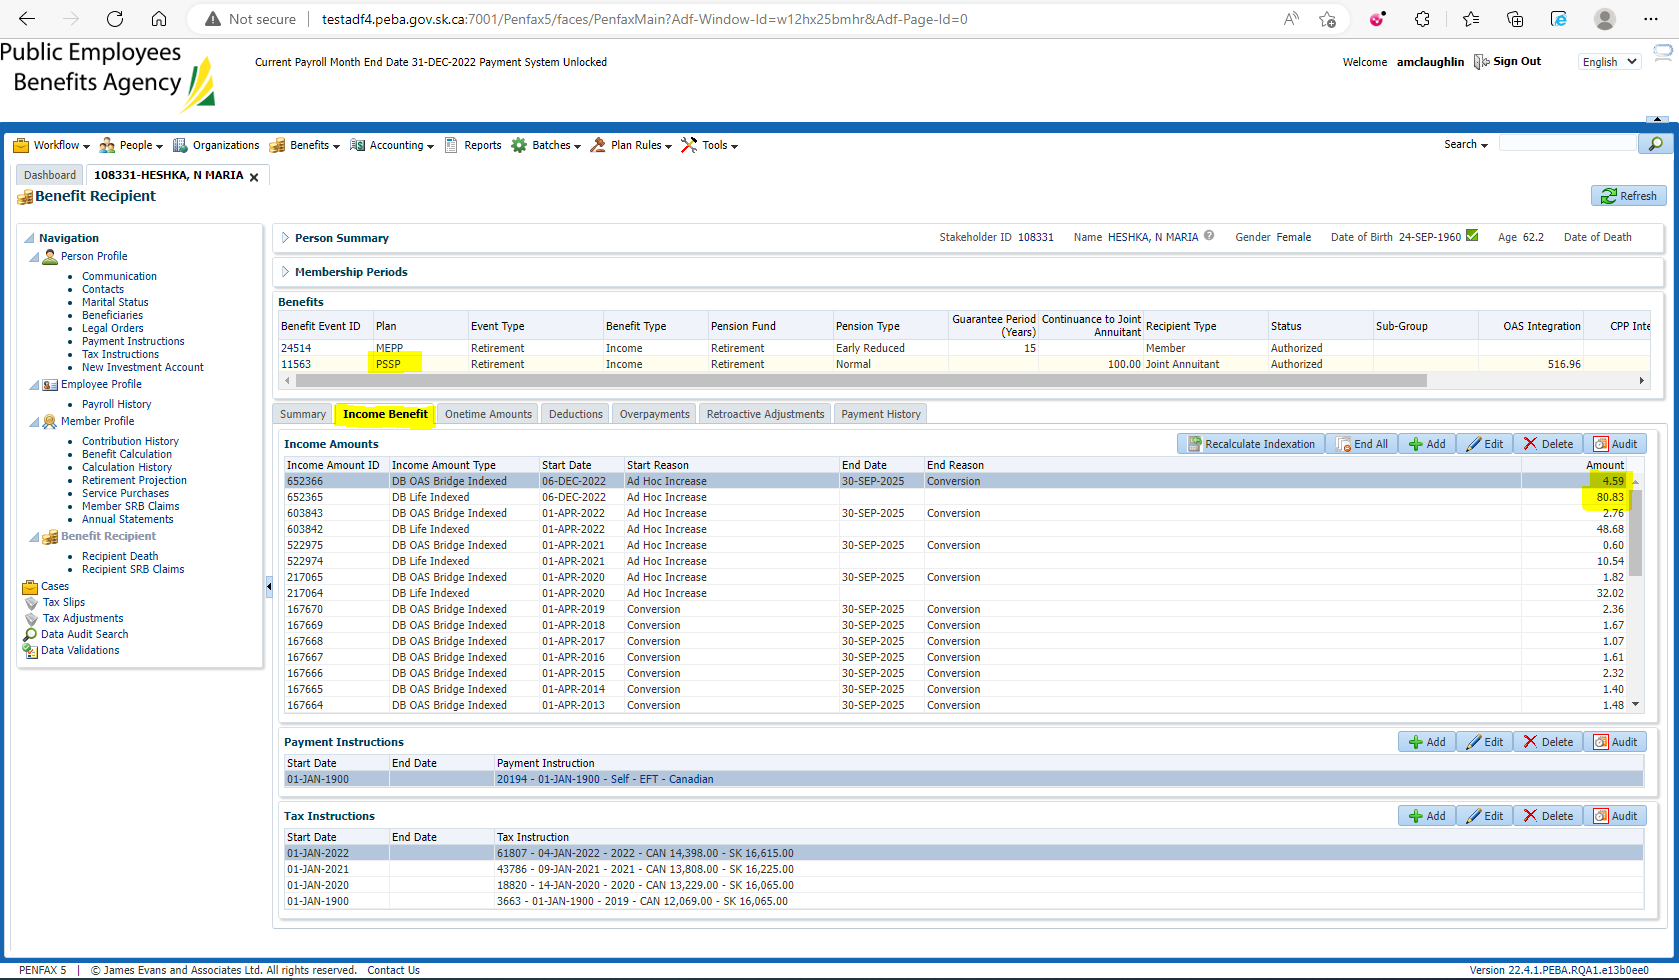 Not secure | testadf4.peba.gov.sk.ca:7001/Penfax5/faces/PenfaxMain?Adf-Window-Id=w12hx25bmhr&Adf-Page-Id=0
Public Employees
Benefits Agency
Current Payroll Month End Date 31-DEC-2022 Payment System Unlocked
Welcome amclaughlin Sign Out English
Workflow People Organizations Benefits Accounting Reports Batches Plan Rules Tools Search
Dashboard 108331-HESHKA, N MARIA
Benefit Recipient
Refresh
Navigation
Person Profile
Communication
Contacts
Marital Status
Beneficiaries
Legal Orders
Payment Instructions
Tax Instructions
New Investment Account
Employee Profile
Payroll History
Member Profile
Contribution History
Benefit Calculation
Calculation History
Retirement Projection
Service Purchases
Member SRB Claims
Annual Statements
Benefit Recipient
Recipient Death
Recipient SRB Claims
Cases
Tax Slips
Tax Adjustments
Data Audit Search
Data Validations
Person Summary Stakeholder ID 108331 Name HESHKA, N MARIA Gender Female Date of Birth 24-SEP-1960 Age 62.2 Date of Death
Membership Periods
Benefits
Benefit Event ID Plan Event Type Benefit Type Pension Fund Pension Type Guarantee Period (Years) Continuance to Joint Annuitant Recipient Type Status Sub-Group OAS Integration CPP Inte
24514 MEPP Retirement Income Retirement Early Reduced 15 Member Authorized
11563 PSSP Retirement Income Retirement Normal 100.00 Joint Annuitant Authorized 516.96
Summary Income Benefit Onetime Amounts Deductions Overpayments Retroactive Adjustments Payment History
Income Amounts Recalculate Indexation End All Add Edit Delete Audit
Income Amount ID Income Amount Type Start Date Start Reason End Date End Reason Amount
652366 DB OAS Bridge Indexed 06-DEC-2022 Ad Hoc Increase 30-SEP-2025 Conversion 4.59
652365 DB Life Indexed 06-DEC-2022 Ad Hoc Increase 80.83
603843 DB OAS Bridge Indexed 01-APR-2022 Ad Hoc Increase 30-SEP-2025 Conversion 2.76
603842 DB Life Indexed 01-APR-2022 Ad Hoc Increase 48.68
522975 DB OAS Bridge Indexed 01-APR-2021 Ad Hoc Increase 30-SEP-2025 Conversion 0.60
522974 DB Life Indexed 01-APR-2021 Ad Hoc Increase 10.54
217065 DB OAS Bridge Indexed 01-APR-2020 Ad Hoc Increase 30-SEP-2025 Conversion 1.82
217064 DB Life Indexed 01-APR-2020 Ad Hoc Increase 32.02
167670 DB OAS Bridge Indexed 01-APR-2019 Conversion 30-SEP-2025 Conversion 2.36
167669 DB OAS Bridge Indexed 01-APR-2018 Conversion 30-SEP-2025 Conversion 1.67
167668 DB OAS Bridge Indexed 01-APR-2017 Conversion 30-SEP-2025 Conversion 1.07
167667 DB OAS Bridge Indexed 01-APR-2016 Conversion 30-SEP-2025 Conversion 1.61
167666 DB OAS Bridge Indexed 01-APR-2015 Conversion 30-SEP-2025 Conversion 2.32
167665 DB OAS Bridge Indexed 01-APR-2014 Conversion 30-SEP-2025 Conversion 1.40
167664 DB OAS Bridge Indexed 01-APR-2013 Conversion 30-SEP-2025 Conversion 1.48
Payment Instructions Add Edit Delete Audit
Start Date End Date Payment Instruction
01-JAN-1900 20194 - 01-JAN-1900 - Self - EFT - Canadian
Tax Instructions Add Edit Delete Audit
Start Date End Date Tax Instruction
01-JAN-2022 61807 - 04-JAN-2022 - 2022 - CAN 14,398.00 - SK 16,615.00
01-JAN-2021 43786 - 09-JAN-2021 - 2021 - CAN 13,808.00 - SK 16,225.00
01-JAN-2020 18820 - 14-JAN-2020 - 2020 - CAN 13,229.00 - SK 16,065.00
01-JAN-1900 3663 - 01-JAN-1900 - 2019 - CAN 12,069.00 - SK 16,065.00
PENFAX 5 | © James Evans and Associates Ltd. All rights reserved. Contact Us Version 22.4.1.PEBA.RQA1.e13b0ee0